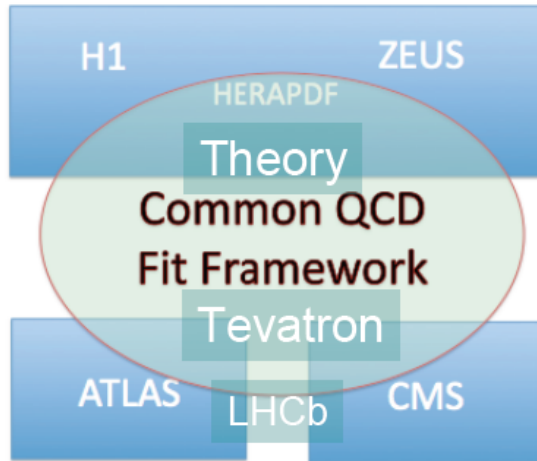 H1 ZEUS
HERAPDF
Theory
Common QCD
Fit Framework
Tevatron
ATLAS CMS
LHCb